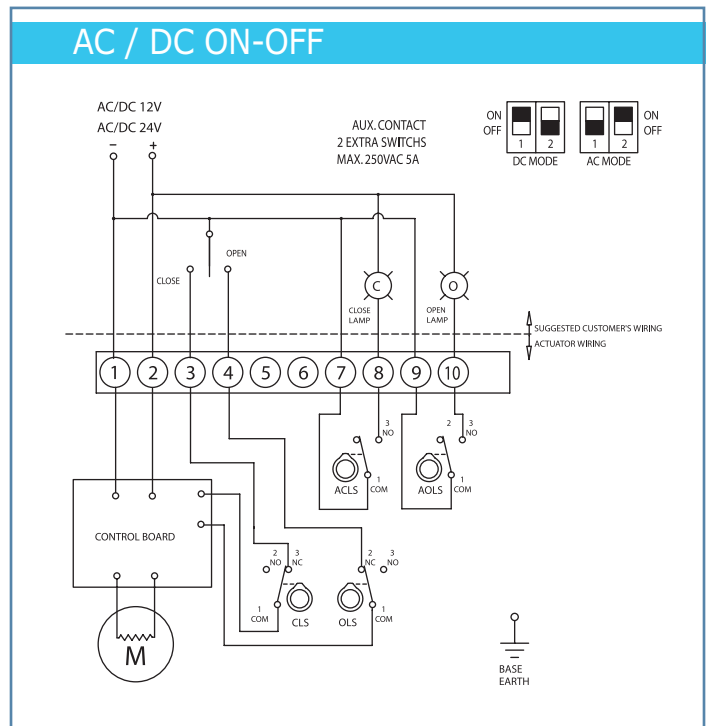 AC / DC ON-OFF
AC/DC 12V
AC/DC 24V
- +
AUX. CONTACT
2 EXTRA SWITCHS
MAX. 250VAC 5A
ON
OFF
1 2
DC MODE
1 2
AC MODE
ON
OFF
OPEN
CLOSE
C
CLOSE
LAMP
O
OPEN
LAMP
SUGGESTED CUSTOMER'S WIRING
ACTUATOR WIRING
1 2 3 4 5 6 7 8 9 10
3
NO
ACLS
1
COM
2 3
NO
AOLS
1
COM
CONTROL BOARD
2
NO
3
NC
1
COM
CLS
2
NC
3
NO
OLS
1
COM
M
BASE
EARTH